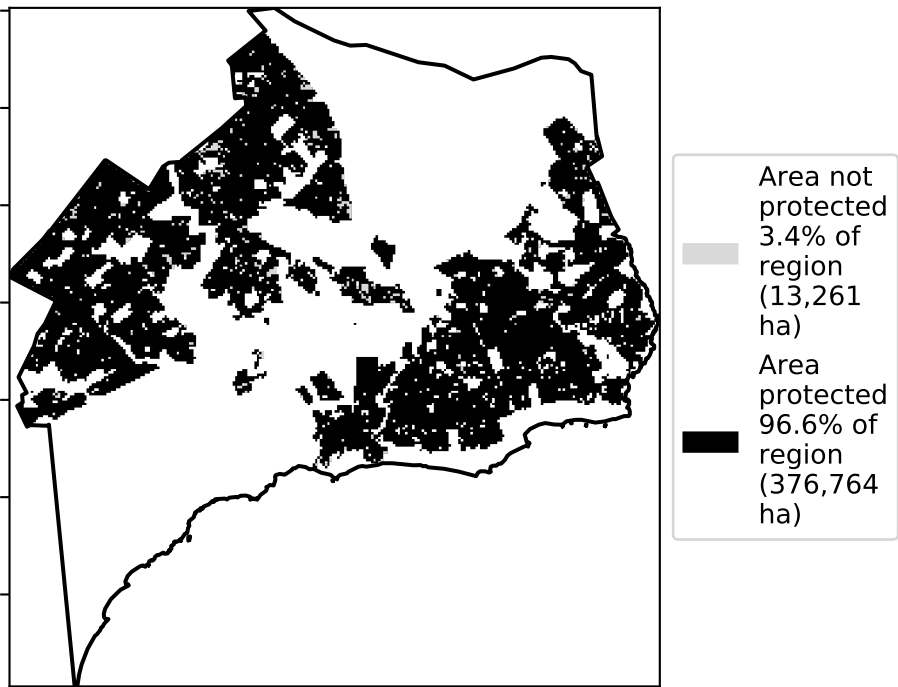 Area not
protected
3.4% of
region
(13,261
ha)
Area
protected
96.6% of
region
(376,764
ha)